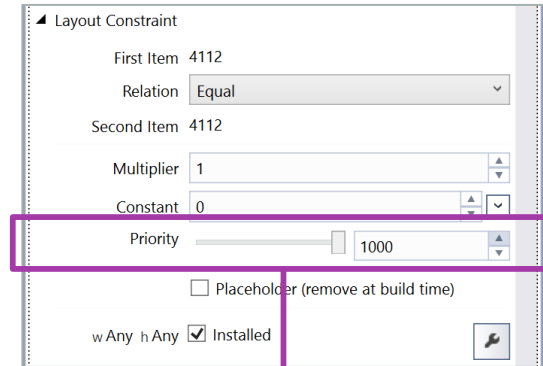 Layout Constraint
First Item 4112
Relation Equal
Second Item 4112
Multiplier 1
Constant 0
Priority 1000
Placeholder (remove at build time)
w Any h Any Installed